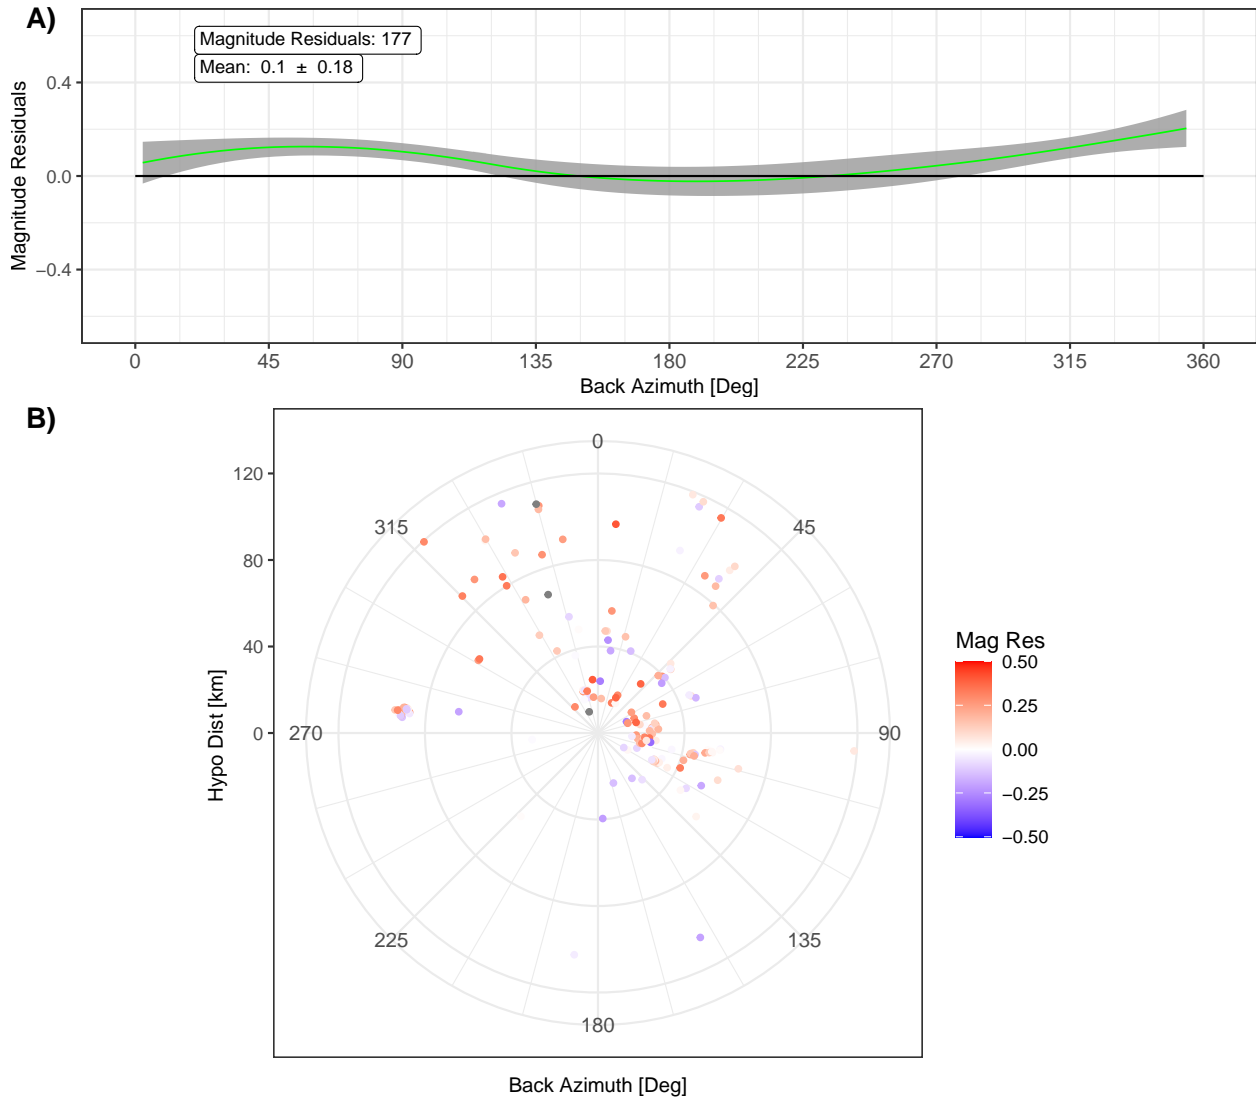 A)
Magnitude Residuals: 177
Mean:  0.1  ±  0.18
Magnitude Residuals
0.4
0.0
−0.4
0 45 90 135 180 225 270 315 360
Back Azimuth [Deg]
B)
Hypo Dist [km]
120
80
40
0
0
45
90
135
180
225
270
315
Back Azimuth [Deg]
Mag Res
0.50
0.25
0.00
−0.25
−0.50